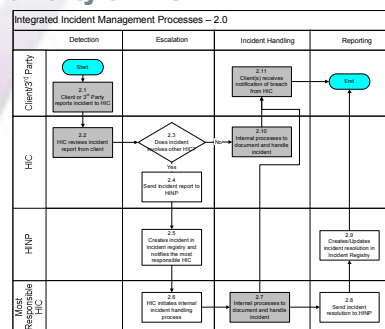 Integrated Incident Management Processes – 2.0
Detection
Escalation
Incident Handling
Reporting
Client/3rd Party
Start
2.1
Client or 3rd Party
reports incident to HIC
2.11
Client(s) receives
notification of breach
from HIC
End
HIC
2.2
HIC reviews incident
report from client
2.3
Does incident
involves other HIC?
No
Yes
2.10
Internal processes to
document and handle
incident
2.4
Send incident report to
HINP
HINP
2.5
Creates incident in
incident registry and
notifies the most
responsible HIC
2.9
Creates/Updates
incident resolution in
Incident Registry
Most
Responsible
HIC
2.6
HIC initiates internal
incident handling
process
2.7
Internal processes to
document and handle
incident
2.8
Send incident
resolution to HINP